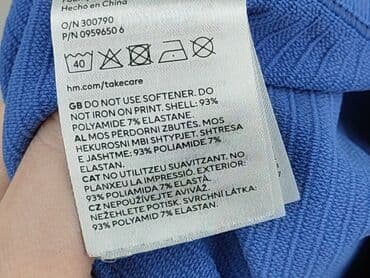 Hecho en China
O/N 300790
P/N 0959650 6
40
hm.com/takecare
GB DO NOT USE SOFTENER. DO
NOT IRON ON PRINT. SHELL: 93%
POLYAMIDE 7% ELASTANE.
AL MOS PËRDORNI ZBUTËS. MOS
HEKUROSNI MBI SHTYPJET. SHTRESA
E JASHTME: 93% POLIAMIDE 7%
ELASTAN.
CAT NO UTILITZEU SUAVITZANT. NO
PLANXEU LA IMPRESSIÓ. EXTERIOR:
93% POLIAMIDA 7% ELASTÀ.
CZ NEPOUŽÍVEJTE AVIVÁŽ.
NEŽEHLETE POTISK. SVRCHNÍ LÁTKA:
93% POLYAMID 7% ELASTAN.